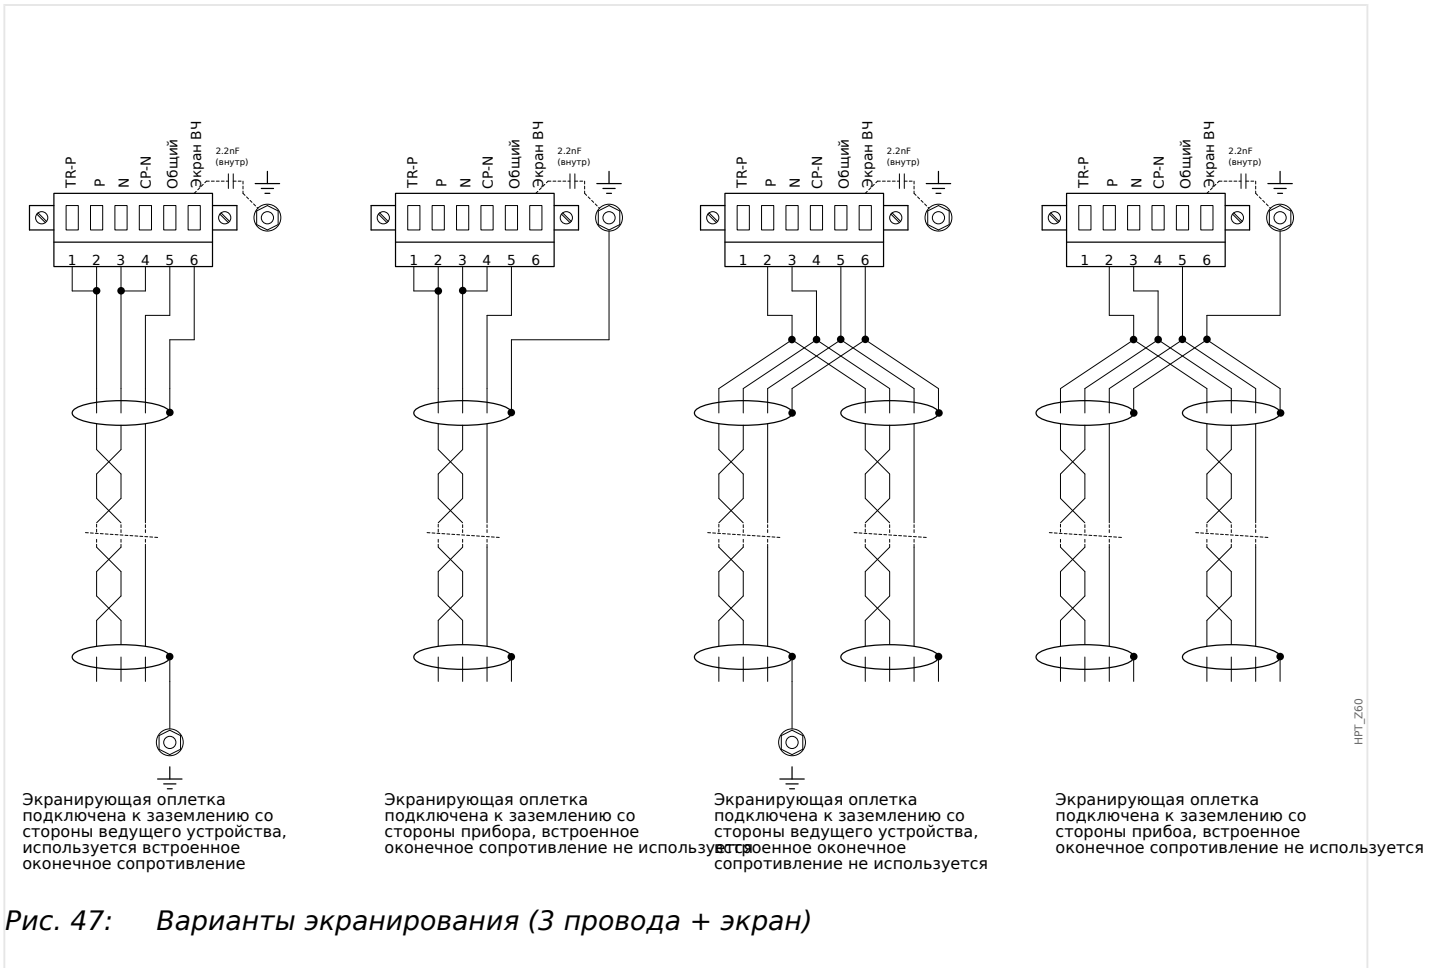 TR-P
P
N
CP-N
Общий
Экран ВЧ
2.2nF
(внутр)
1 2 3 4 5 6
TR-P
P
N
CP-N
Общий
Экран ВЧ
2.2nF
(внутр)
1 2 3 4 5 6
TR-P
P
N
CP-N
Общий
Экран ВЧ
2.2nF
(внутр)
1 2 3 4 5 6
TR-P
P
N
CP-N
Общий
Экран ВЧ
2.2nF
(внутр)
1 2 3 4 5 6
HPT_Z60
Экранирующая оплетка
подключена к заземлению со
стороны ведущего устройства,
используется встроенное
оконечное сопротивление
Экранирующая оплетка
подключена к заземлению со
стороны прибора, встроенное
оконечное сопротивление не используется
Экранирующая оплетка
подключена к заземлению со
стороны ведущего устройства,
встроенное оконечное
сопротивление не используется
Экранирующая оплетка
подключена к заземлению со
стороны прибоа, встроенное
оконечное сопротивление не используется
Рис. 47: Варианты экранирования (3 провода + экран)